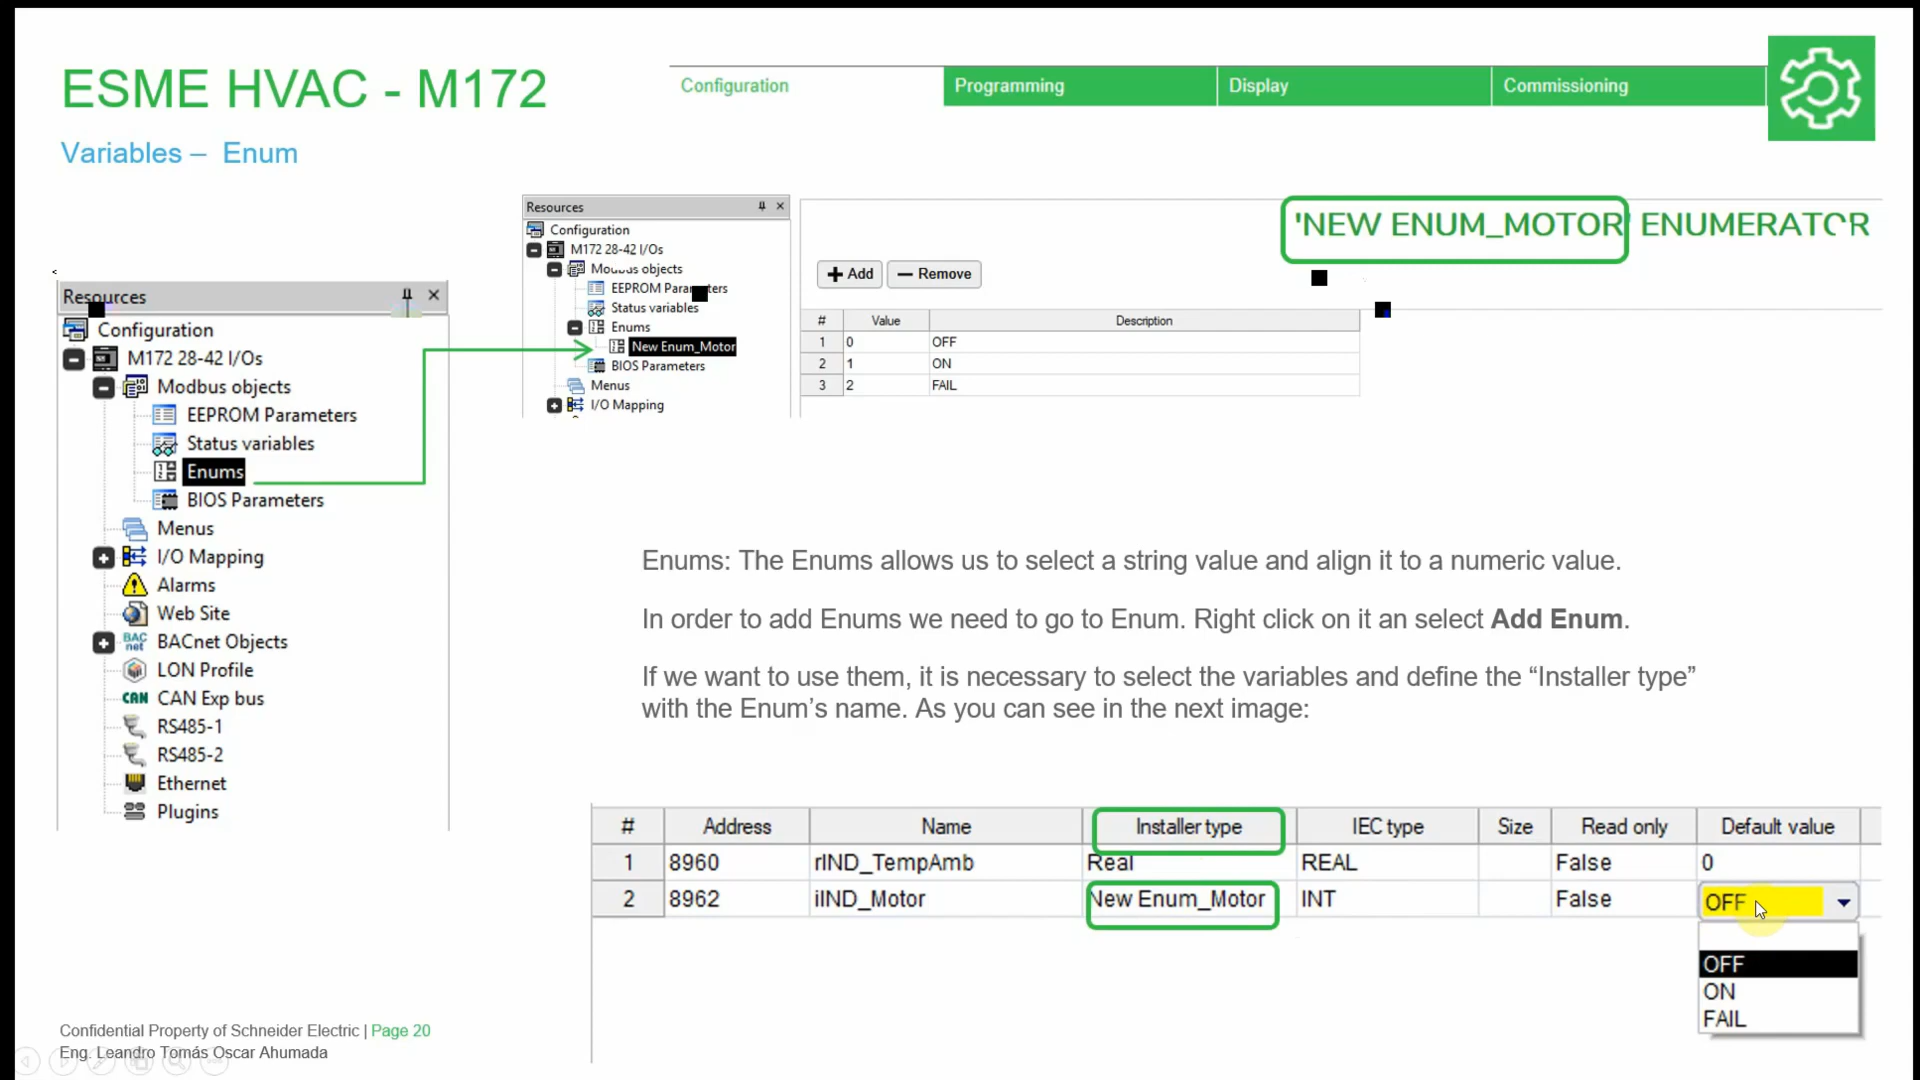 ESME HVAC - M172
Configuration
Programming
Display
Commissioning
Variables – Enum
Resources
Configuration
M172 28-42 I/Os
Modbus objects
EEPROM Parameters
Status variables
Enums
BIOS Parameters
Menus
I/O Mapping
Alarms
Web Site
BACnet Objects
LON Profile
CAN Exp bus
RS485-1
RS485-2
Ethernet
Plugins
Resources
Configuration
M172 28-42 I/Os
Modbus objects
EEPROM Parameters
Status variables
Enums
New Enum_Motor
BIOS Parameters
Menus
I/O Mapping
'NEW ENUM_MOTOR' ENUMERATOR
Add Remove
# Value Description
1 0 OFF
2 1 ON
3 2 FAIL
Enums: The Enums allows us to select a string value and align it to a numeric value.
In order to add Enums we need to go to Enum. Right click on it an select Add Enum.
If we want to use them, it is necessary to select the variables and define the “Installer type”
with the Enum’s name. As you can see in the next image:
# Address Name Installer type IEC type Size Read only Default value
1 8960 rIND_TempAmb Real REAL False 0
2 8962 iIND_Motor New Enum_Motor INT False OFF
OFF
ON
FAIL
Confidential Property of Schneider Electric | Page 20
Eng. Leandro Tomás Oscar Ahumada